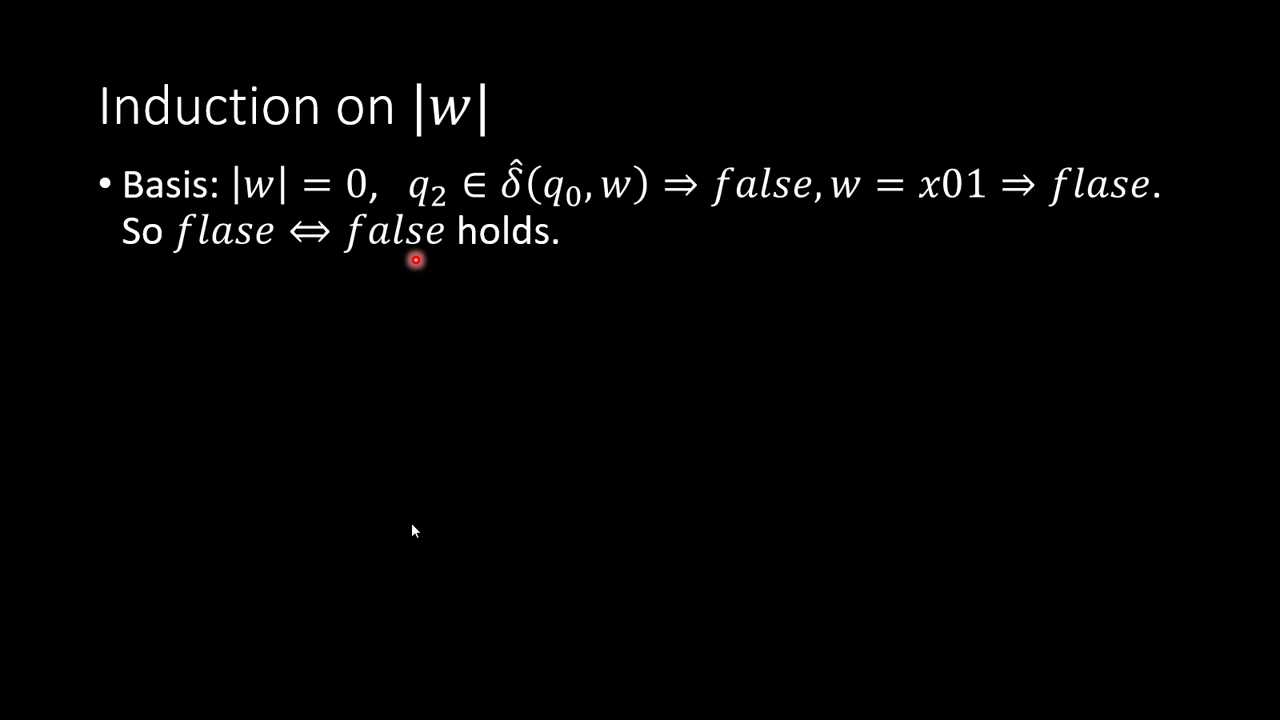 Induction on |𝑤|
• Basis: |𝑤| = 0, 𝑞₂ ∈ δ̂(𝑞₀, 𝑤) ⇒ 𝑓𝑎𝑙𝑠𝑒, 𝑤 = 𝑥01 ⇒ 𝑓𝑙𝑎𝑠𝑒.
So 𝑓𝑙𝑎𝑠𝑒 ⇔ 𝑓𝑎𝑙𝑠𝑒 holds.